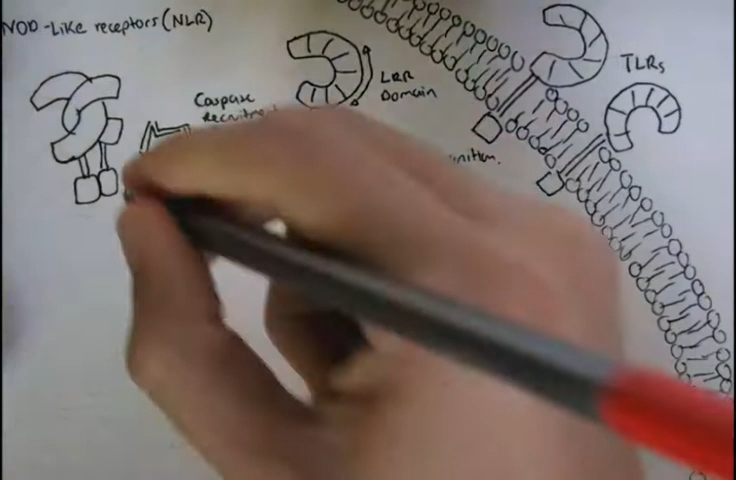 NOD-Like receptors (NLR)
LRR
Domain
TLRs
Caspase